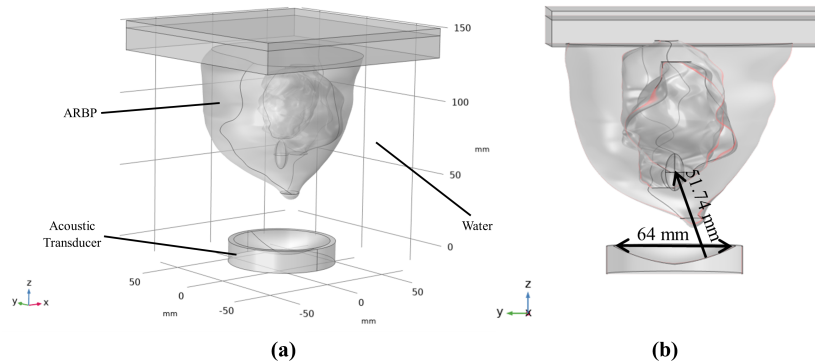 150
100
mm
50
0
ARBP
Acoustic
Transducer
Water
50
0
-50
mm
50
0
-50
mm
z
y
x
(a)
51.74 mm
64 mm
z
y
x
(b)